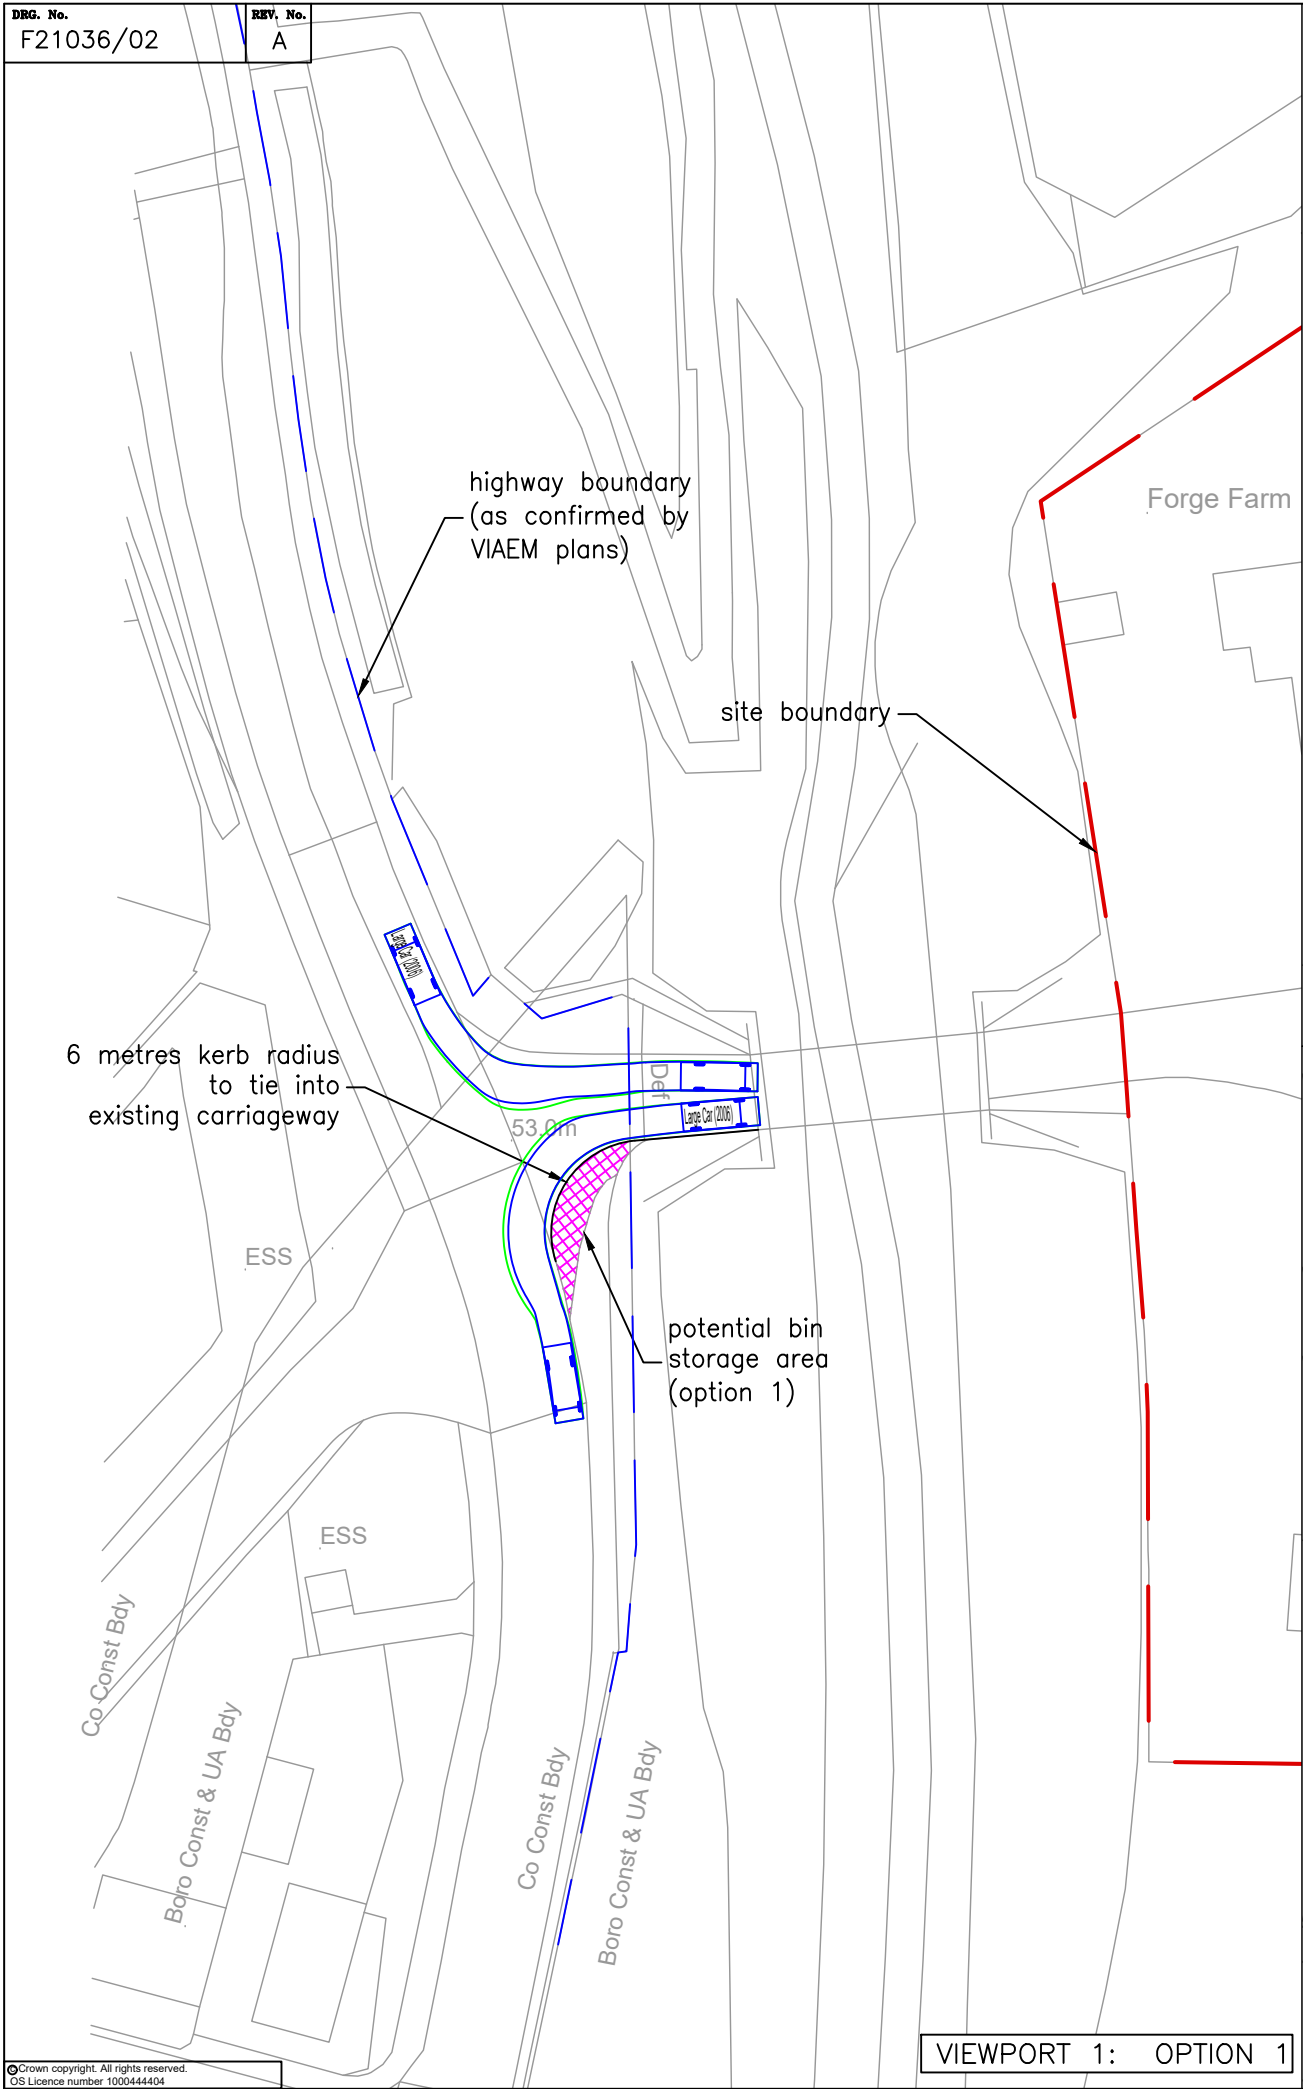 DRG. No.
F21036/02
REV. No.
A
highway boundary
(as confirmed by
VIAEM plans)
Forge Farm
site boundary
Large Car (2006)
6 metres kerb radius
to tie into
existing carriageway
Def
Large Car (2006)
53.0m
ESS
potential bin
storage area
(option 1)
ESS
Co Const Bdy
Boro Const & UA Bdy
Co Const Bdy
Boro Const & UA Bdy
VIEWPORT 1: OPTION 1
©Crown copyright. All rights reserved.
OS Licence number 1000444404